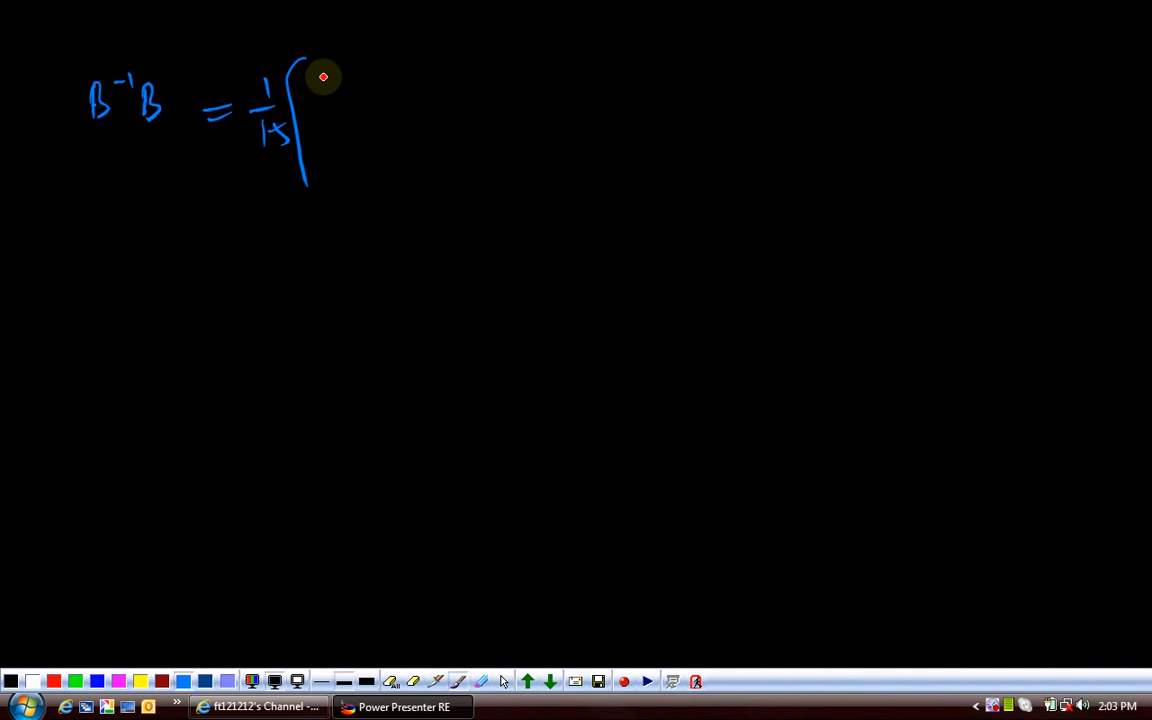 B⁻¹B = 1/15 (
ft121212's Channel -...
Power Presenter RE
2:03 PM